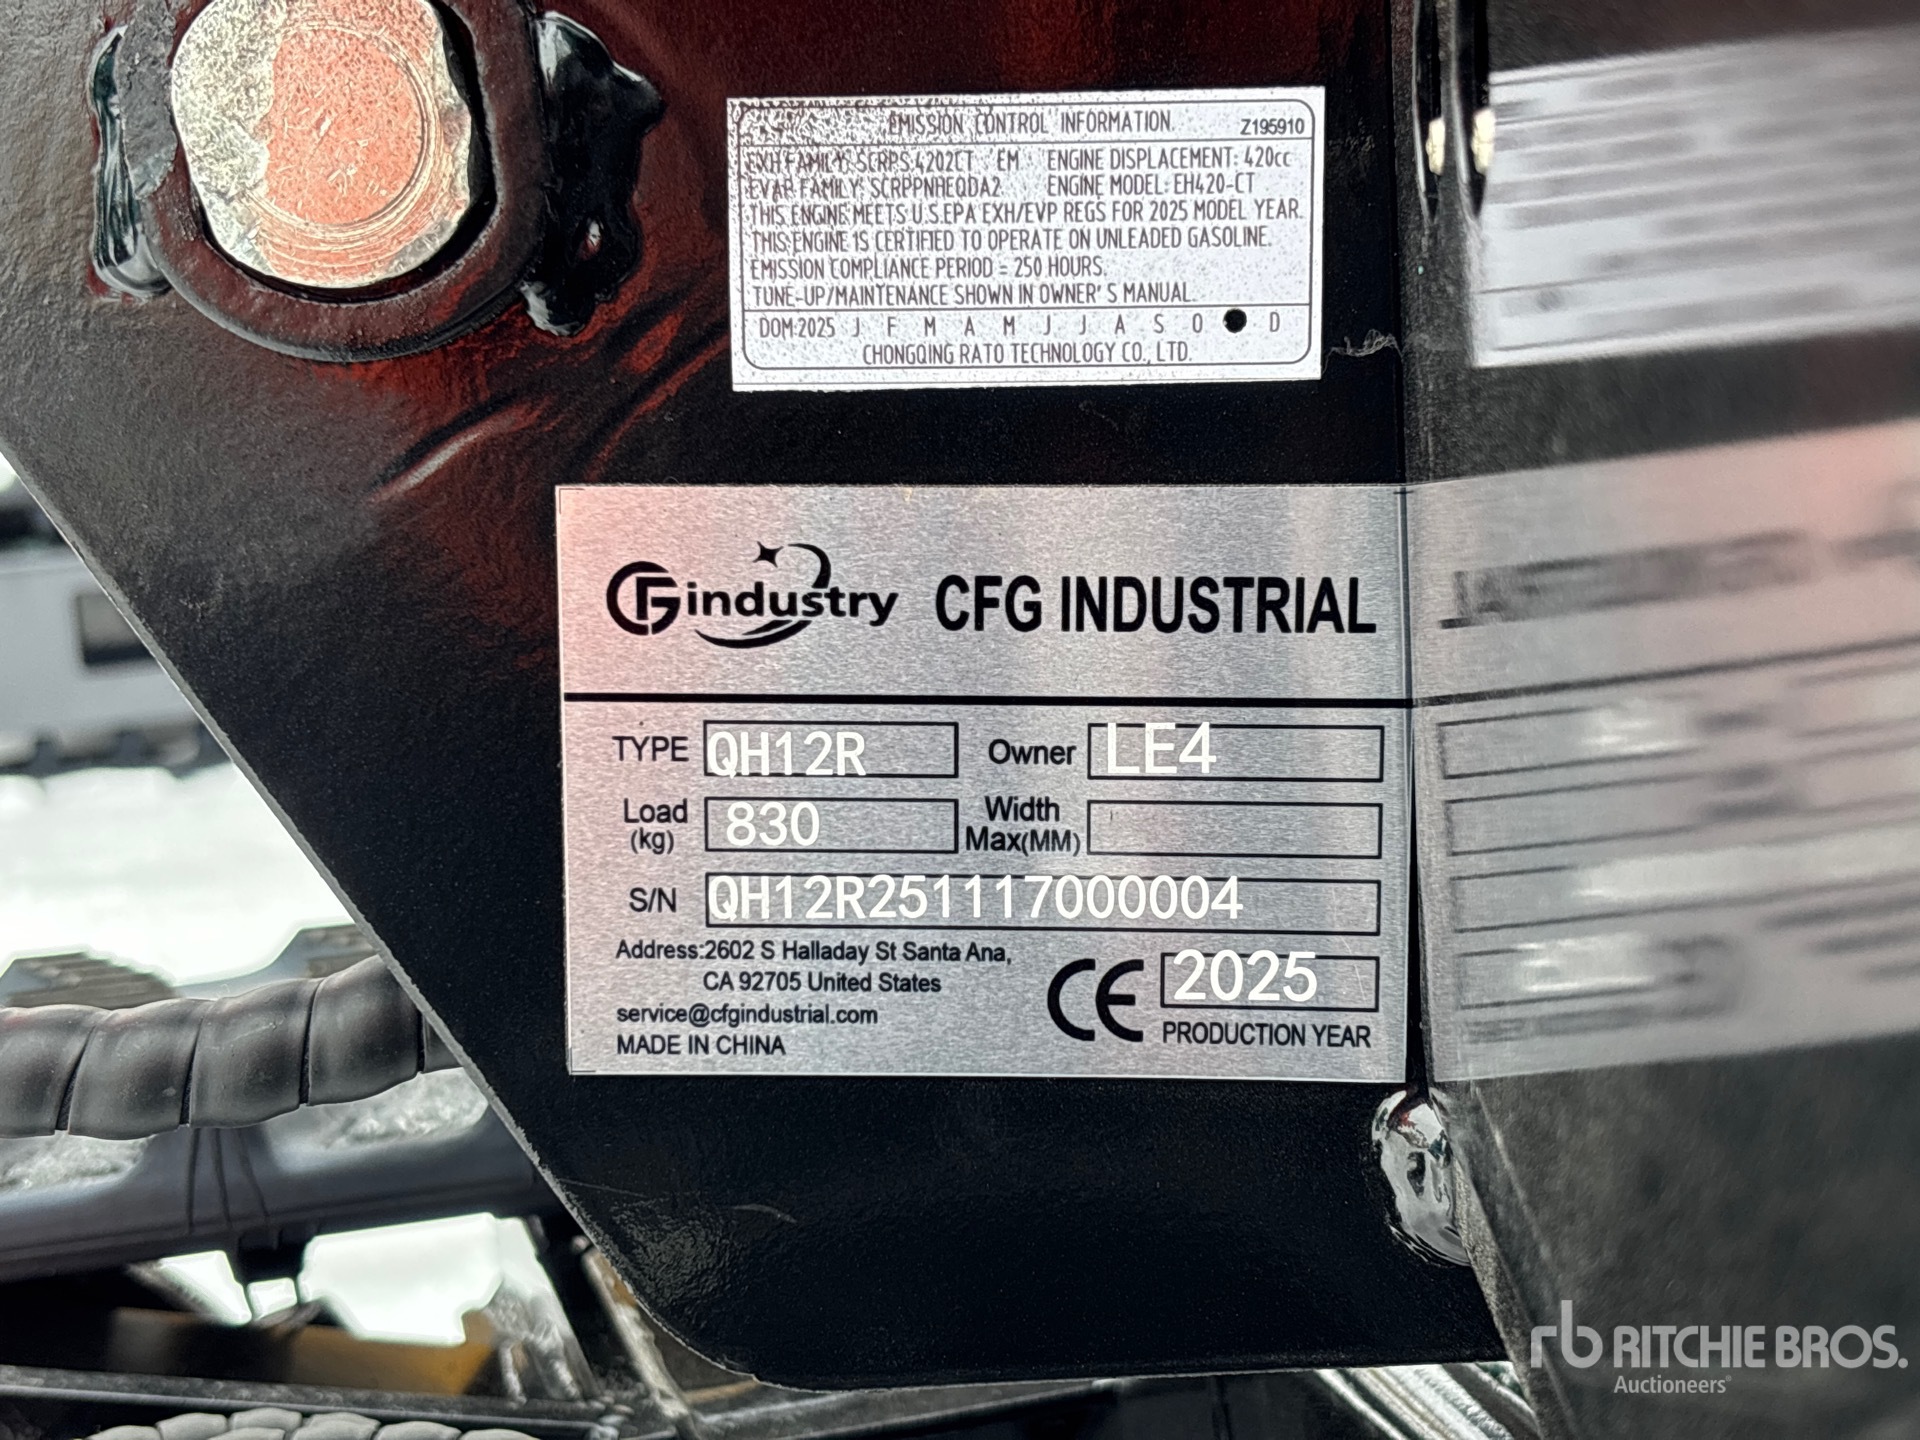 EMISSION CONTROL INFORMATION
Z195910
EXH FAMILY: SCRPS.4202CT EM ENGINE DISPLACEMENT: 420cc
EVAP FAMILY: SCRPPNHEQDA2 ENGINE MODEL: EH420-CT
THIS ENGINE MEETS U.S.EPA EXH/EVP REGS FOR 2025 MODEL YEAR.
THIS ENGINE IS CERTIFIED TO OPERATE ON UNLEADED GASOLINE.
EMISSION COMPLIANCE PERIOD = 250 HOURS.
TUNE-UP/MAINTENANCE SHOWN IN OWNER'S MANUAL.
DOM:2025 J F M A M J J A S O D
CHONGQING RATO TECHNOLOGY CO., LTD.
CFG industry CFG INDUSTRIAL
TYPE QH12R Owner LE4
Load (kg) 830 Width Max(MM)
S/N QH12R251117000004
Address:2602 S Halladay St Santa Ana,
CA 92705 United States
service@cfgindustrial.com
MADE IN CHINA
CE 2025
PRODUCTION YEAR
rb RITCHIE BROS.
Auctioneers